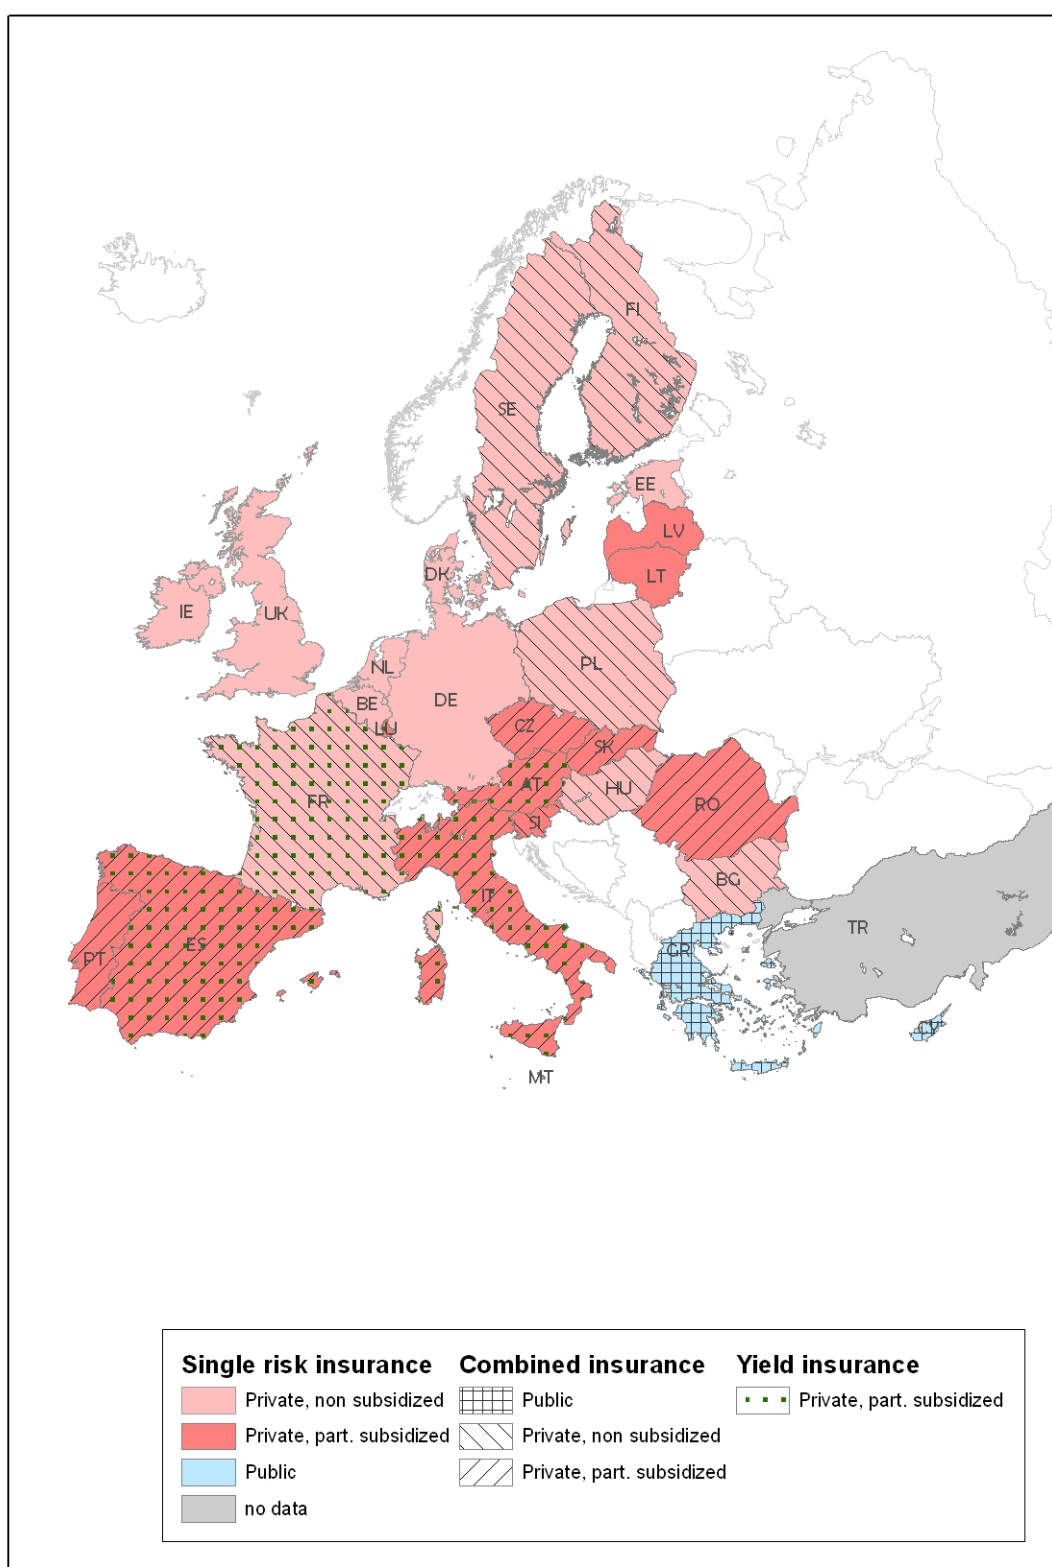 FI
SE
EE
LV
DK
LT
IE
UK
PL
NL
DE
BE
LU
CZ
SK
AT
HU
FR
RO
SI
BG
IT
TR
ES
GR
PT
CY
MT
Single risk insurance
Private, non subsidized
Private, part. subsidized
Public
no data
Combined insurance
Public
Private, non subsidized
Private, part. subsidized
Yield insurance
Private, part. subsidized